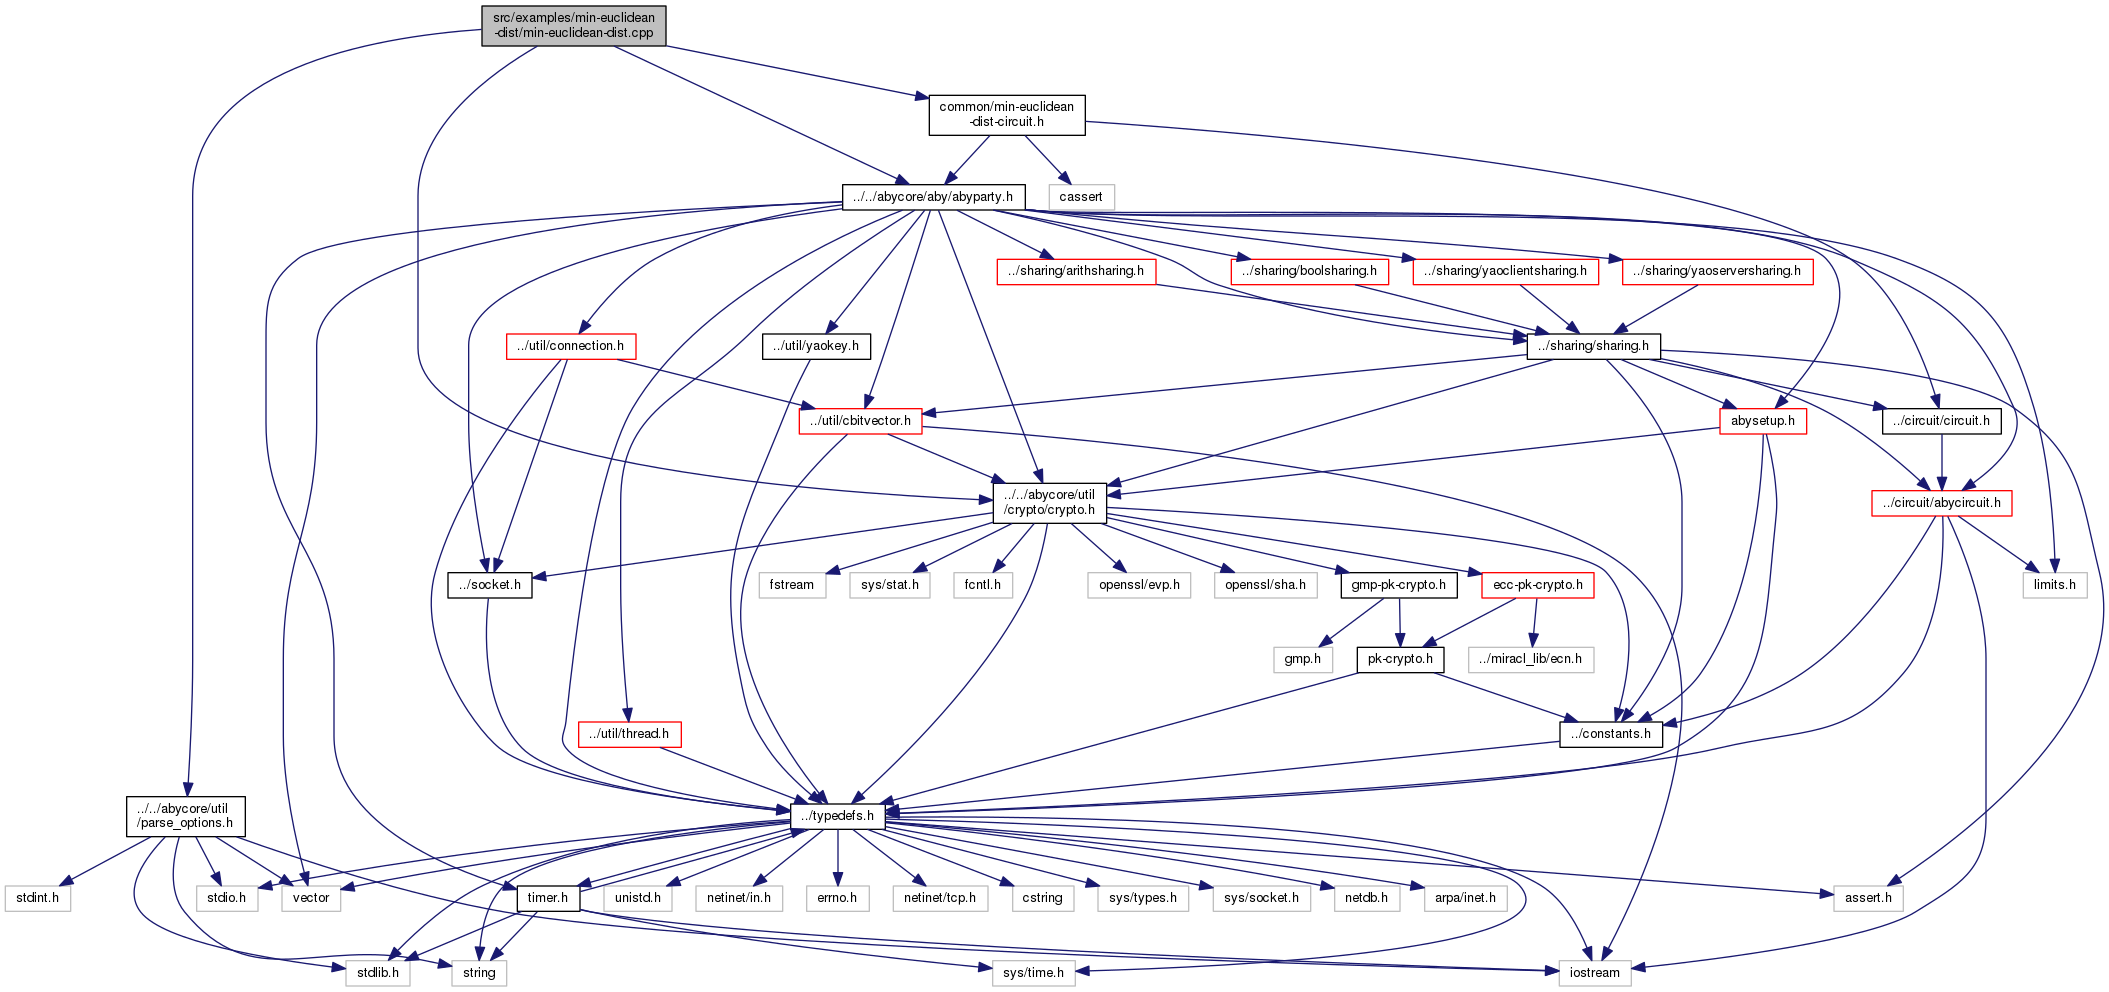 src/examples/min-euclidean
-dist/min-euclidean-dist.cpp
common/min-euclidean
-dist-circuit.h
../../abycore/aby/abyparty.h
cassert
../sharing/arithsharing.h
../sharing/boolsharing.h
../sharing/yaoclientsharing.h
../sharing/yaoserversharing.h
../util/connection.h
../util/yaokey.h
../sharing/sharing.h
../util/cbitvector.h
abysetup.h
../circuit/circuit.h
../../abycore/util
/crypto/crypto.h
../circuit/abycircuit.h
../socket.h
fstream
sys/stat.h
fcntl.h
openssl/evp.h
openssl/sha.h
gmp-pk-crypto.h
ecc-pk-crypto.h
limits.h
gmp.h
pk-crypto.h
../miracl_lib/ecn.h
../util/thread.h
../constants.h
../../abycore/util
/parse_options.h
../typedefs.h
stdint.h
stdio.h
vector
timer.h
unistd.h
netinet/in.h
errno.h
netinet/tcp.h
cstring
sys/types.h
sys/socket.h
netdb.h
arpa/inet.h
assert.h
stdlib.h
string
sys/time.h
iostream